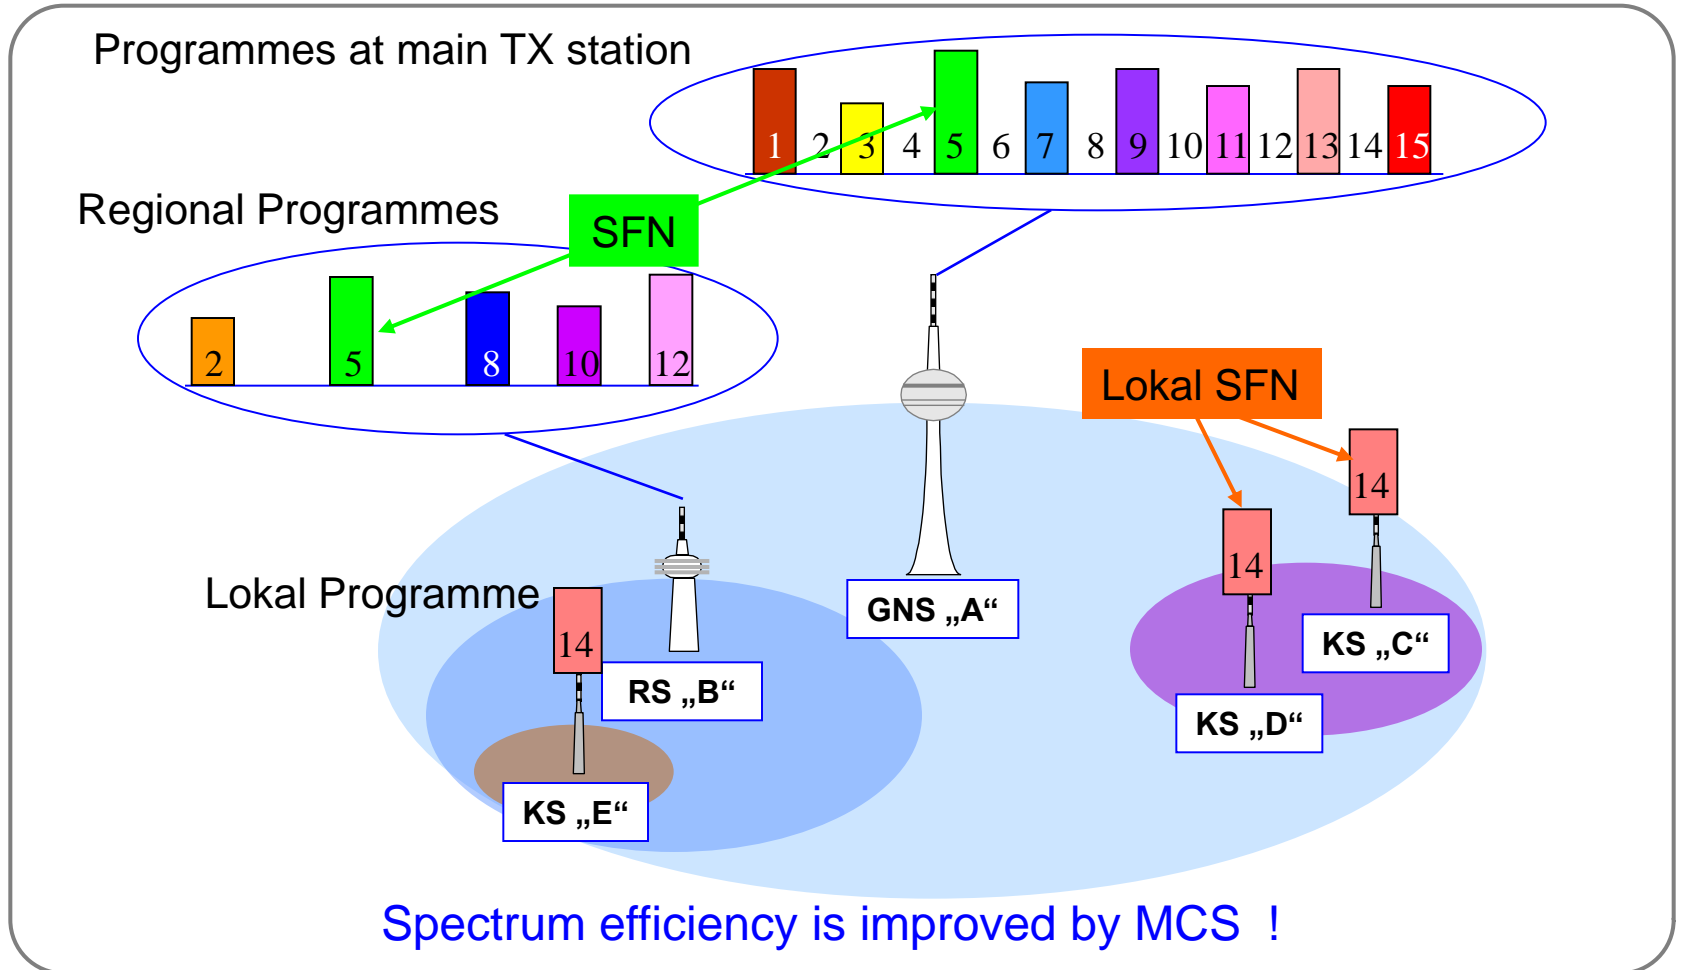 Programmes at main TX station
1 2 3 4 5 6 7 8 9 10 11 12 13 14 15
Regional Programmes
SFN
2 5 8 10 12
Lokal SFN
14
14
Lokal Programme
14
GNS „A“
KS „C“
RS „B“
KS „D“
KS „E“
Spectrum efficiency is improved by MCS !